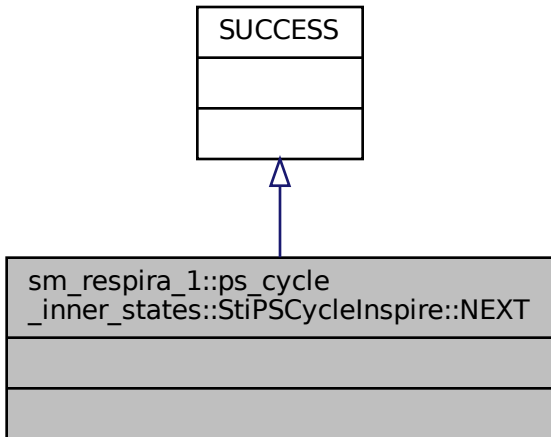 SUCCESS
sm_respira_1::ps_cycle
_inner_states::StiPSCycleInspire::NEXT